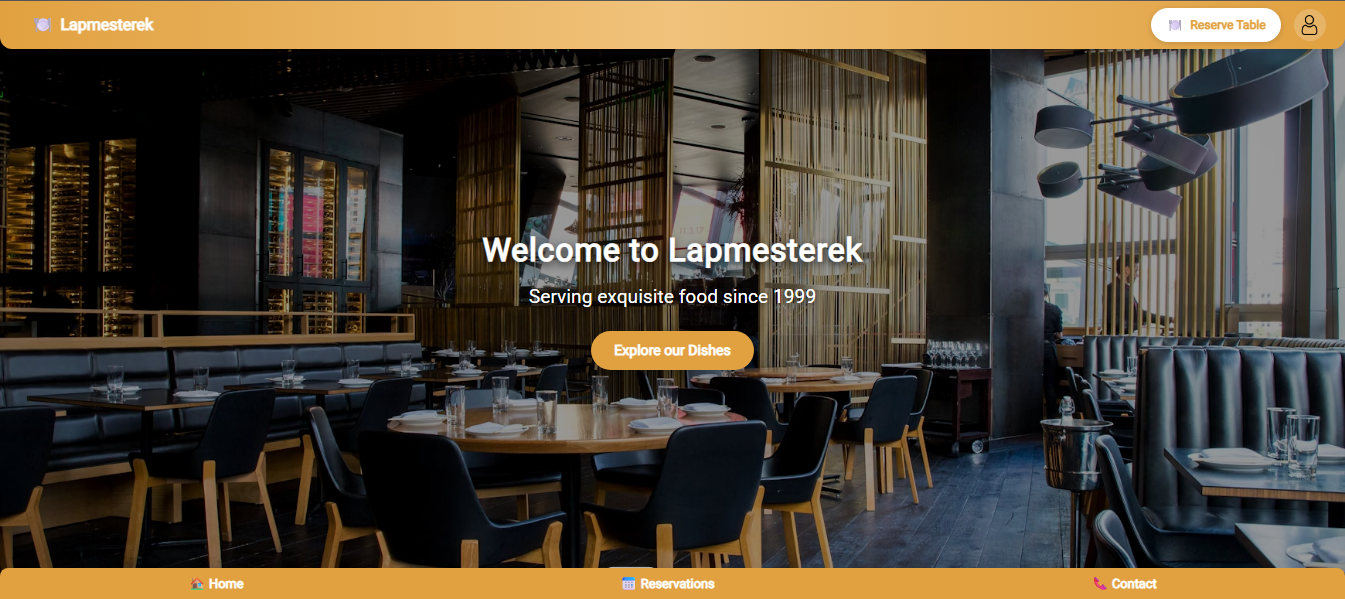 Lapmesterek
Reserve Table
Welcome to Lapmesterek
Serving exquisite food since 1999
Explore our Dishes
Home
Reservations
Contact